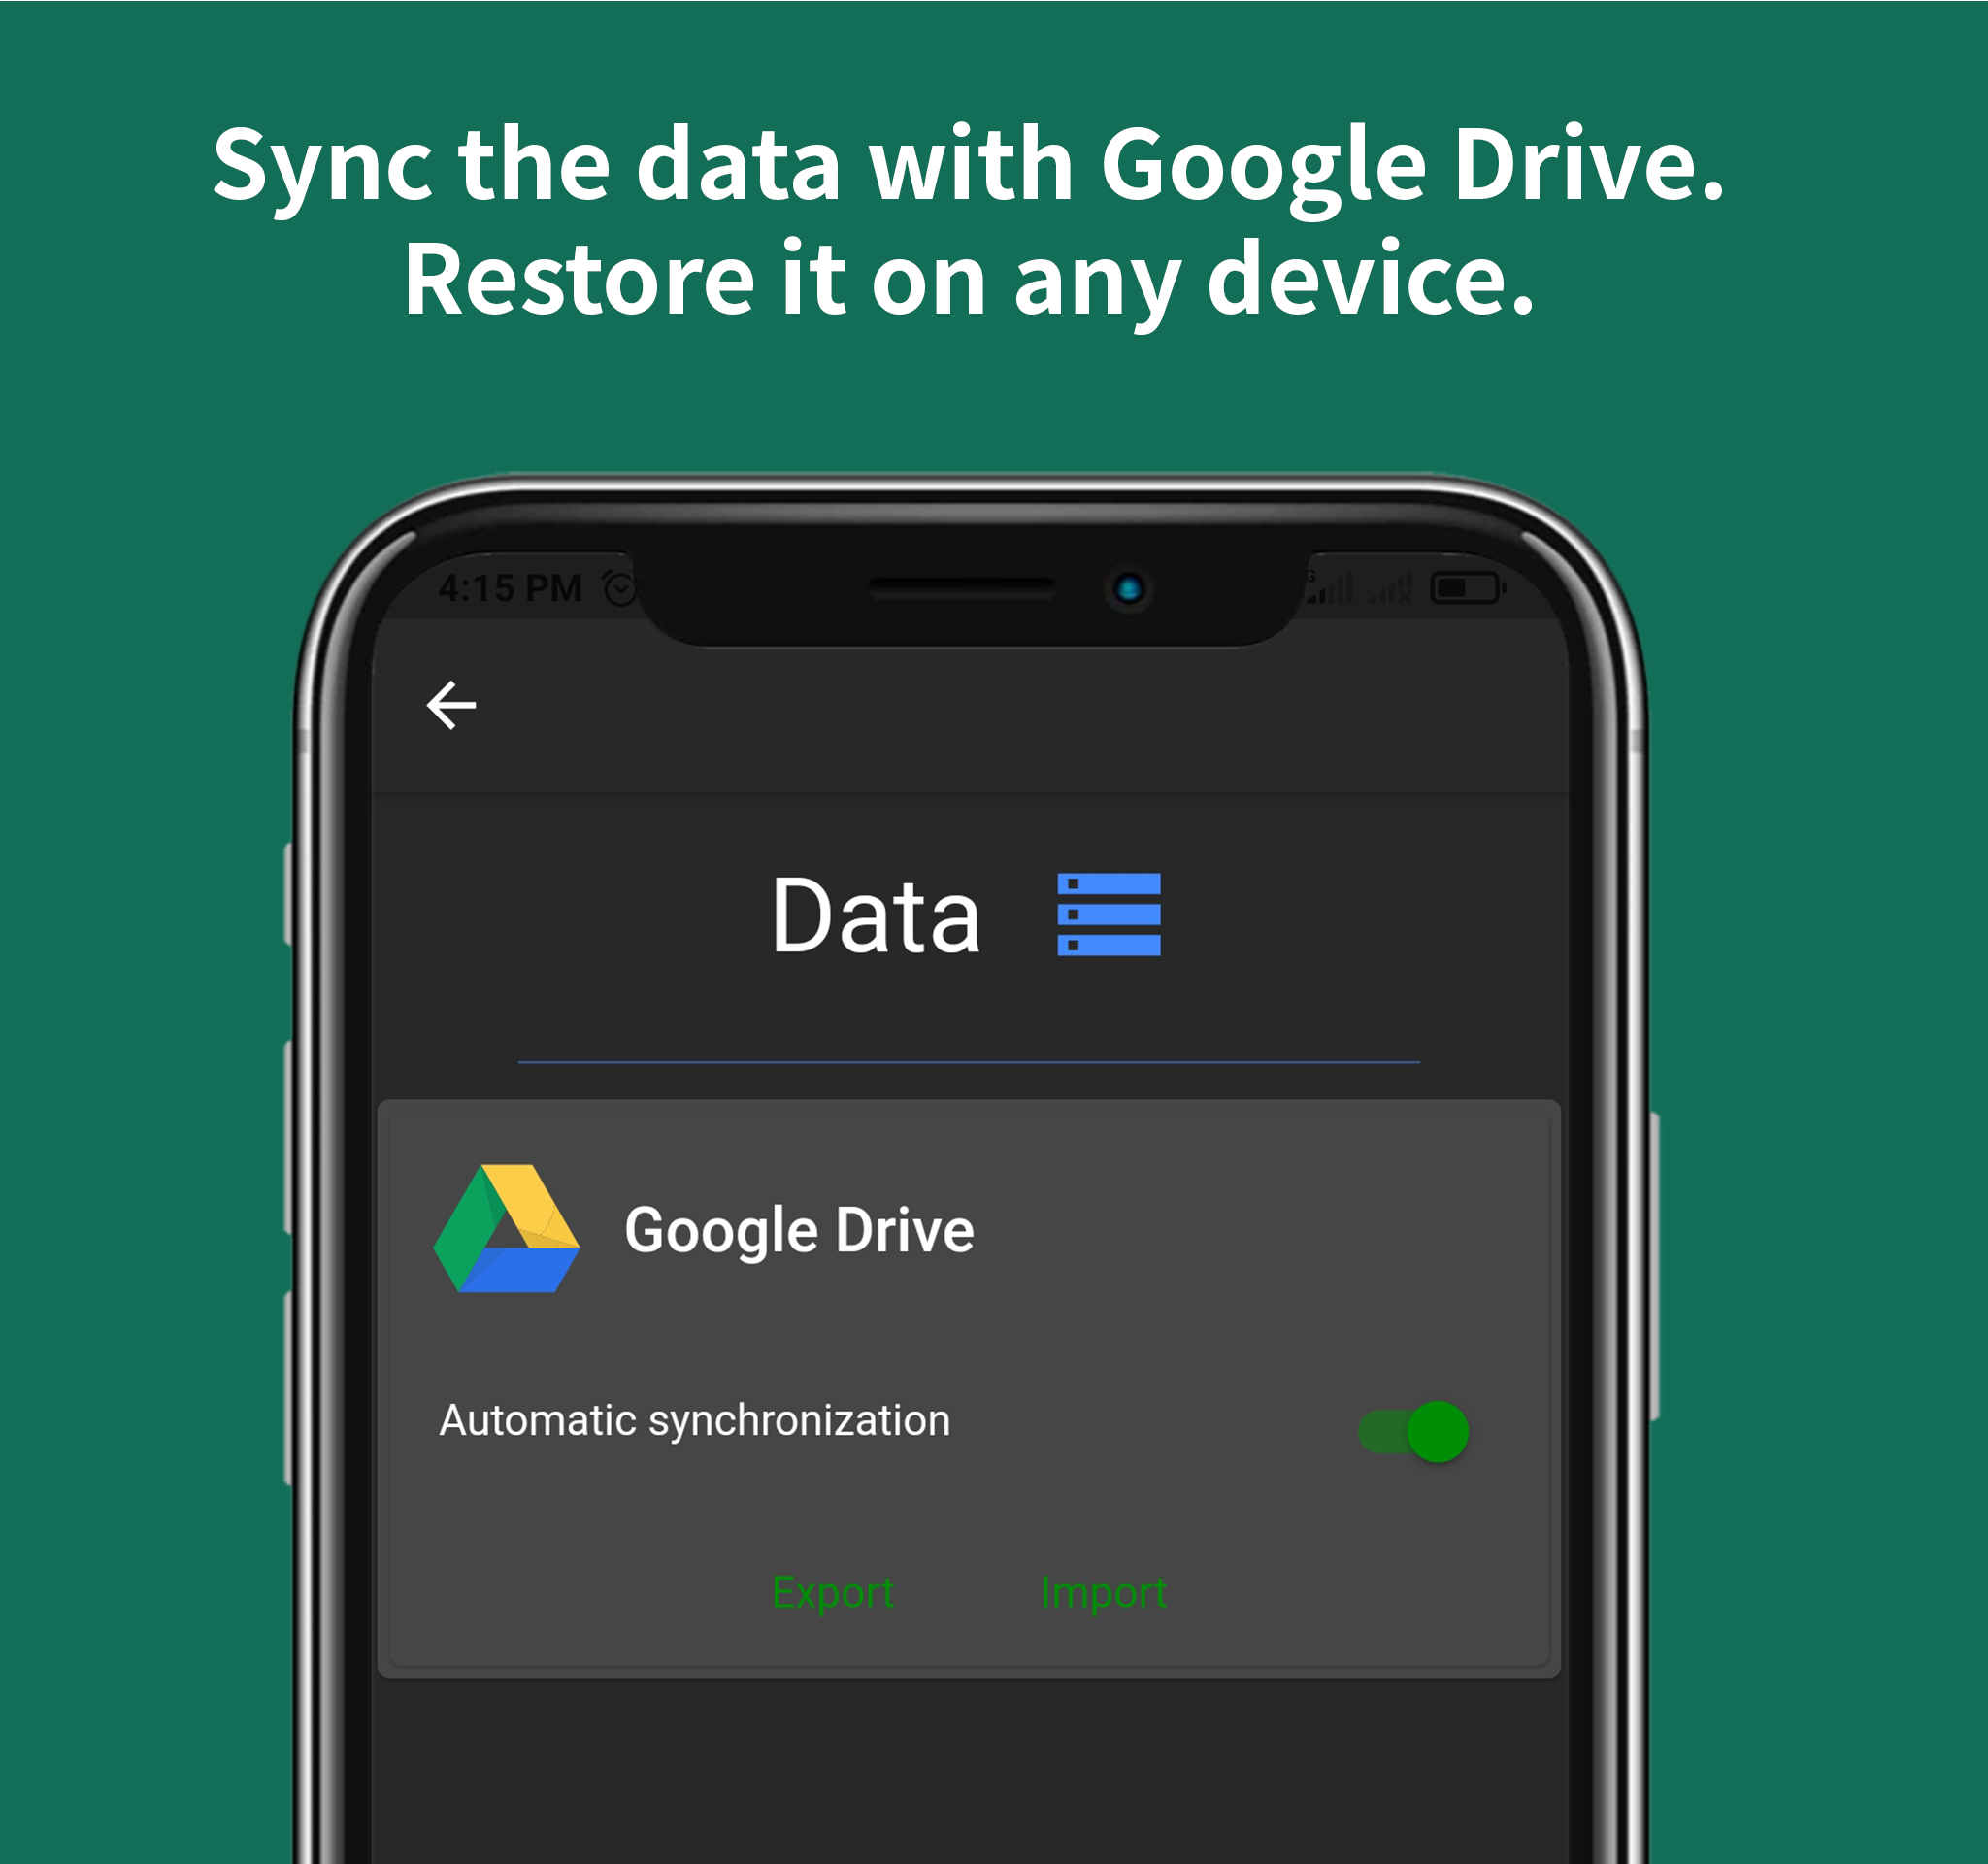 Sync the data with Google Drive.
Restore it on any device.
4:15 PM
G
Data
Google Drive
Automatic synchronization
Export Import